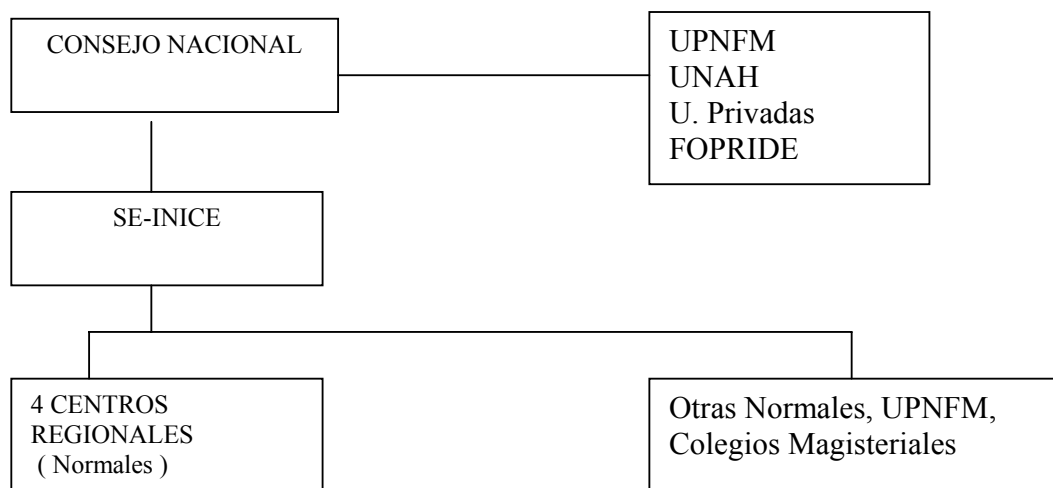 CONSEJO NACIONAL
UPNFM
UNAH
U. Privadas
FOPRIDE
SE-INICE
4 CENTROS
REGIONALES
( Normales )
Otras Normales, UPNFM,
Colegios Magisteriales